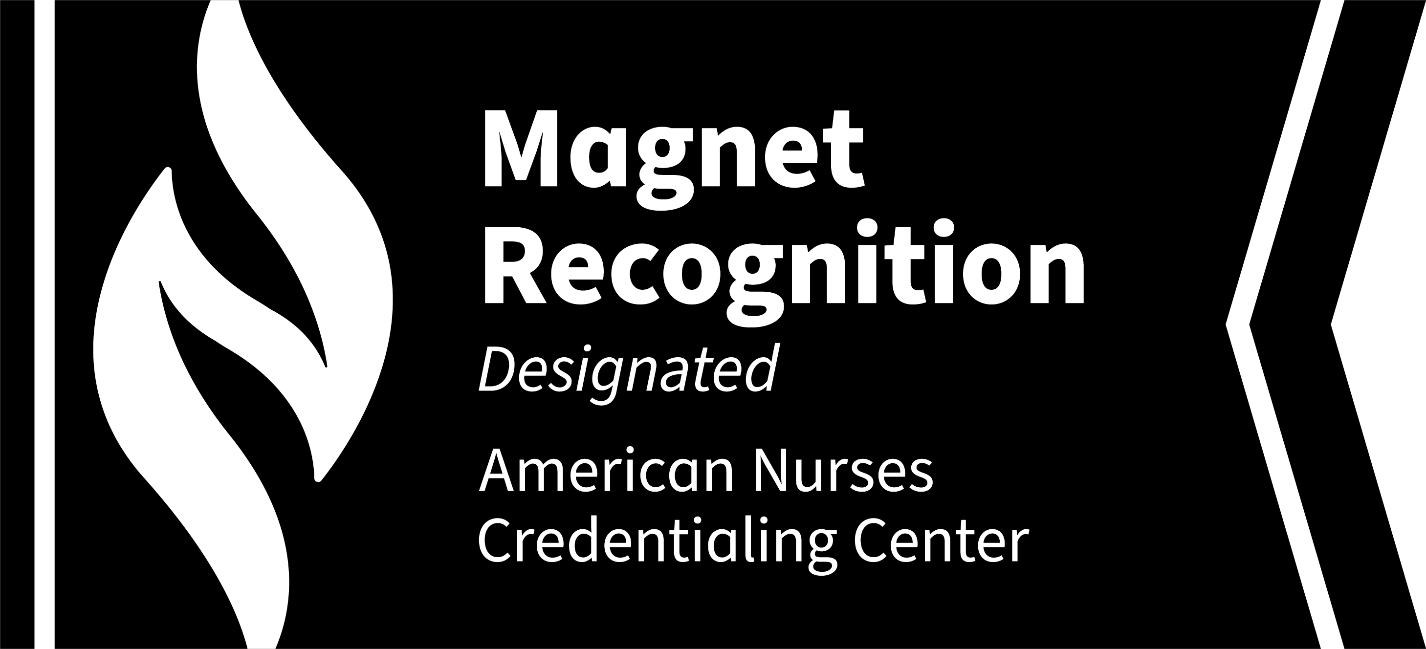 Magnet
Recognition
Designated
American Nurses
Credentialing Center